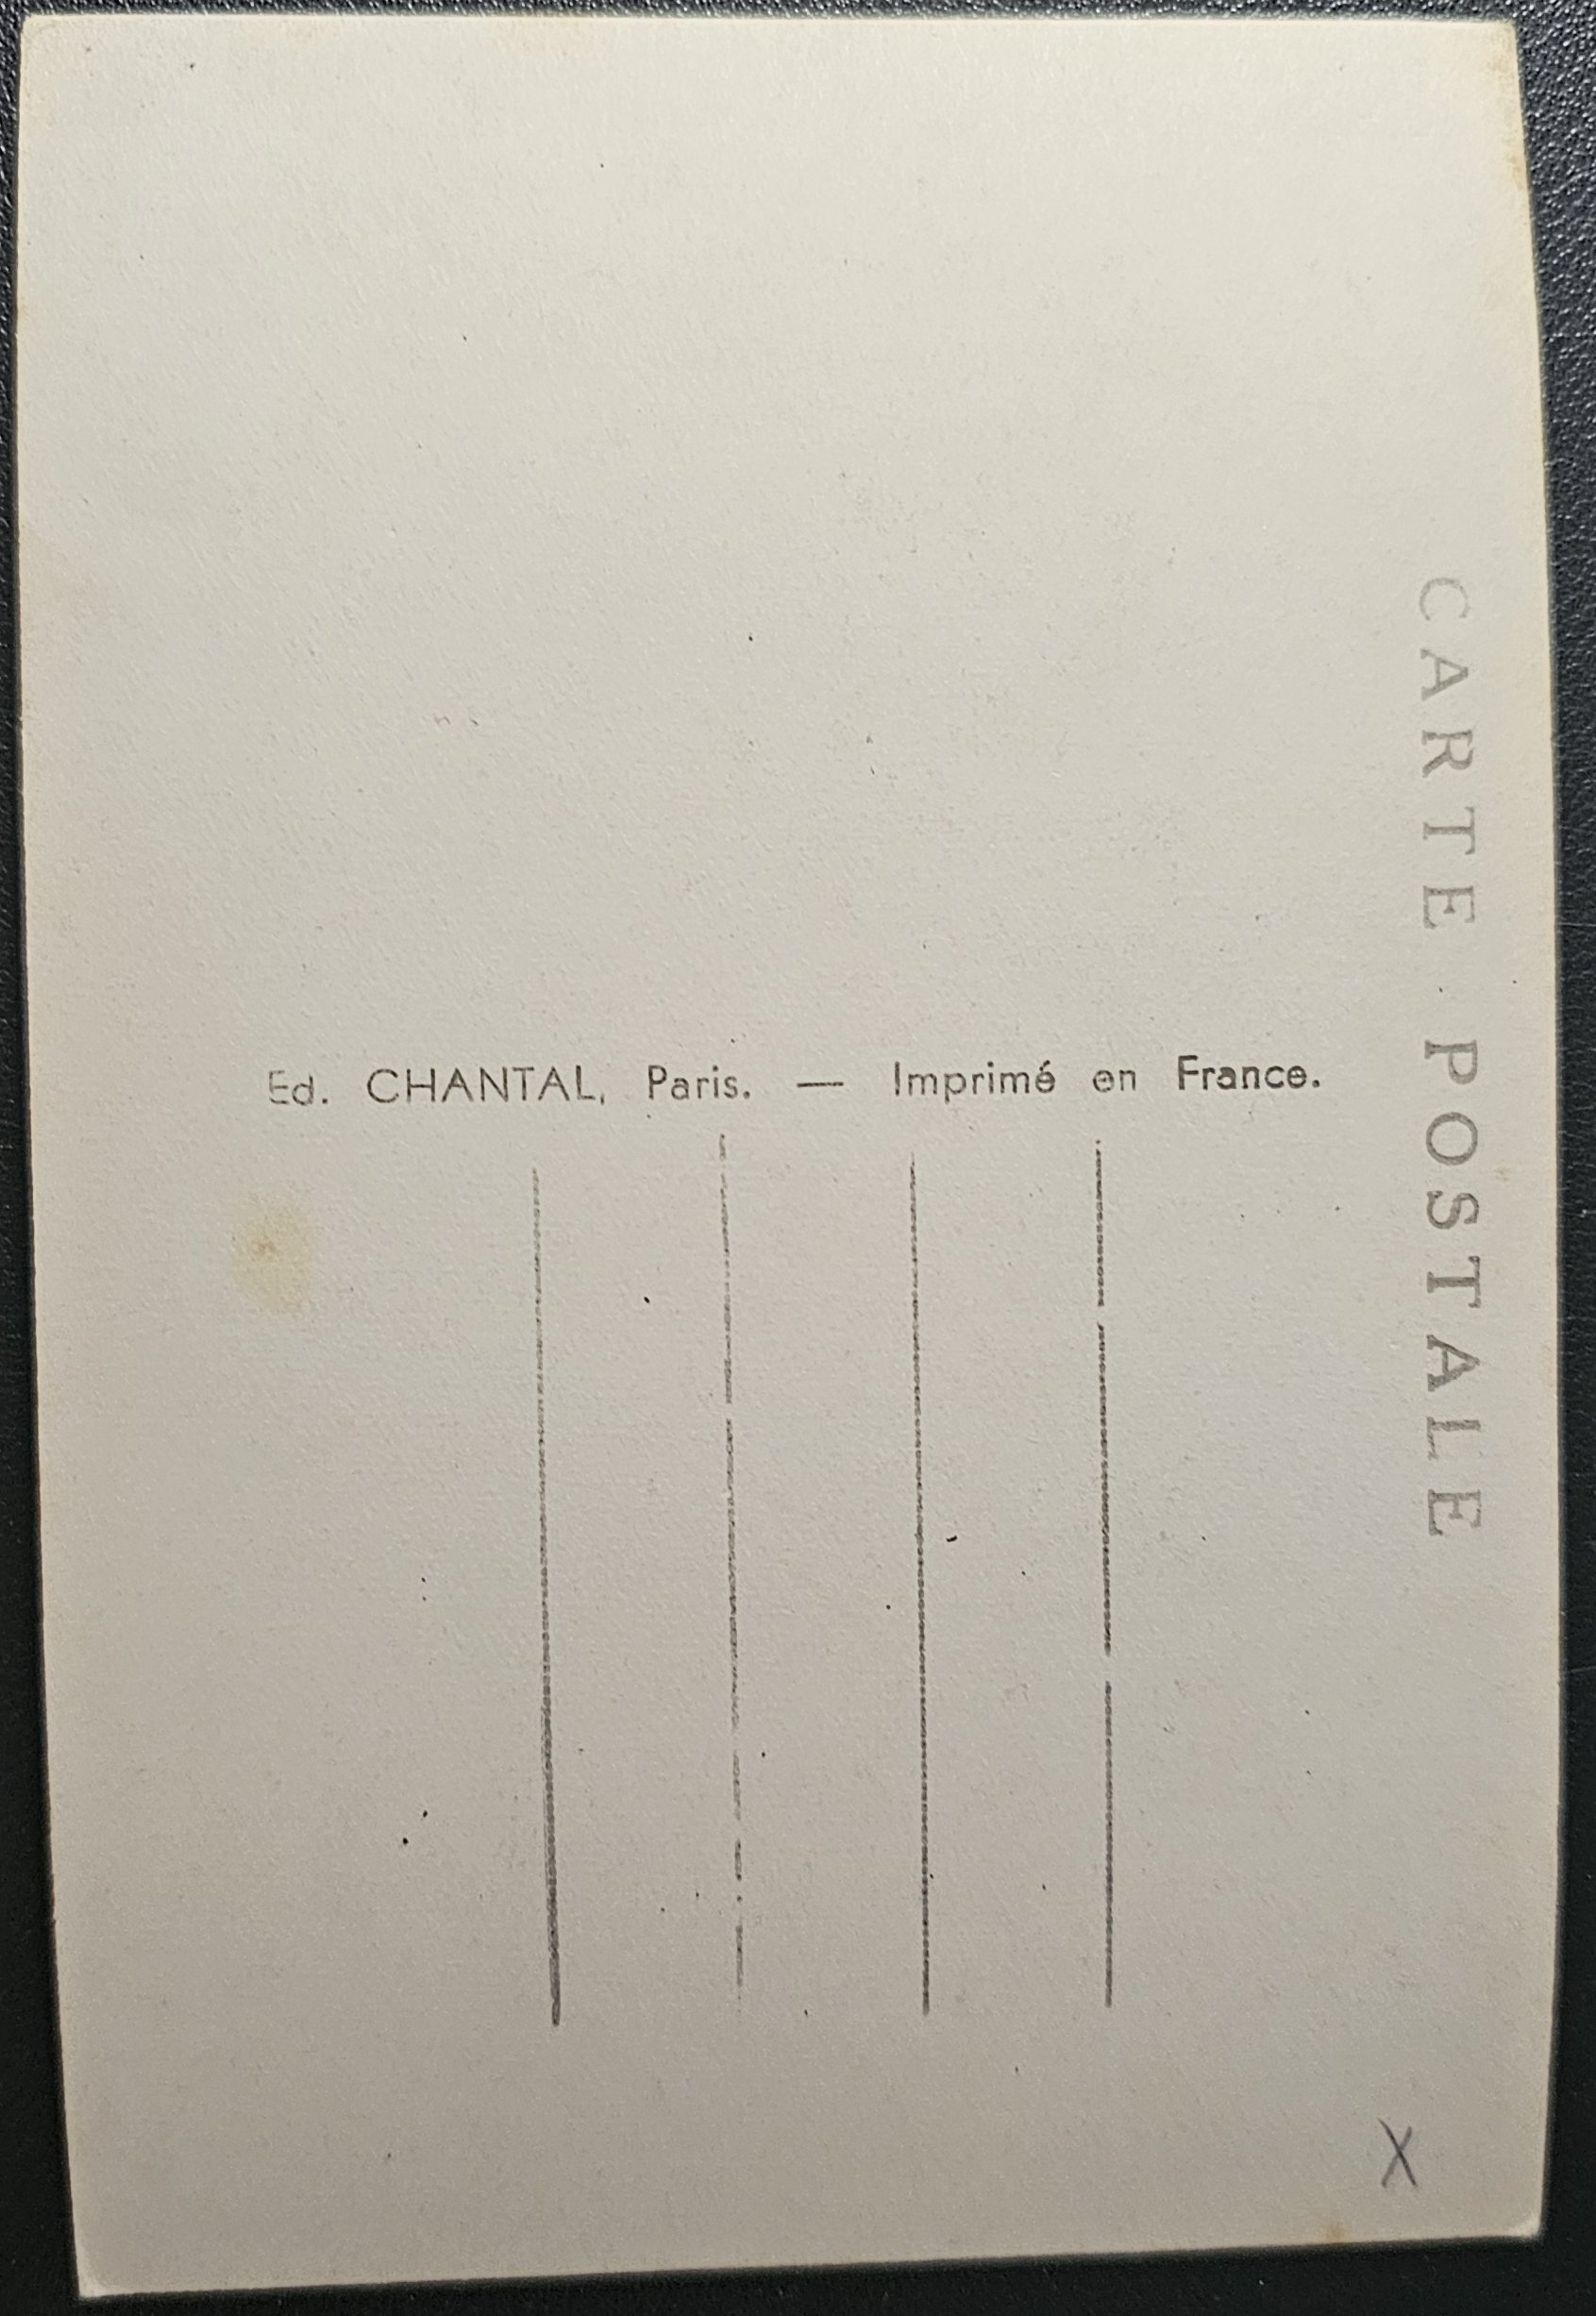 CARTE POSTALE
Ed. CHANTAL, Paris. — Imprimé en France.
X